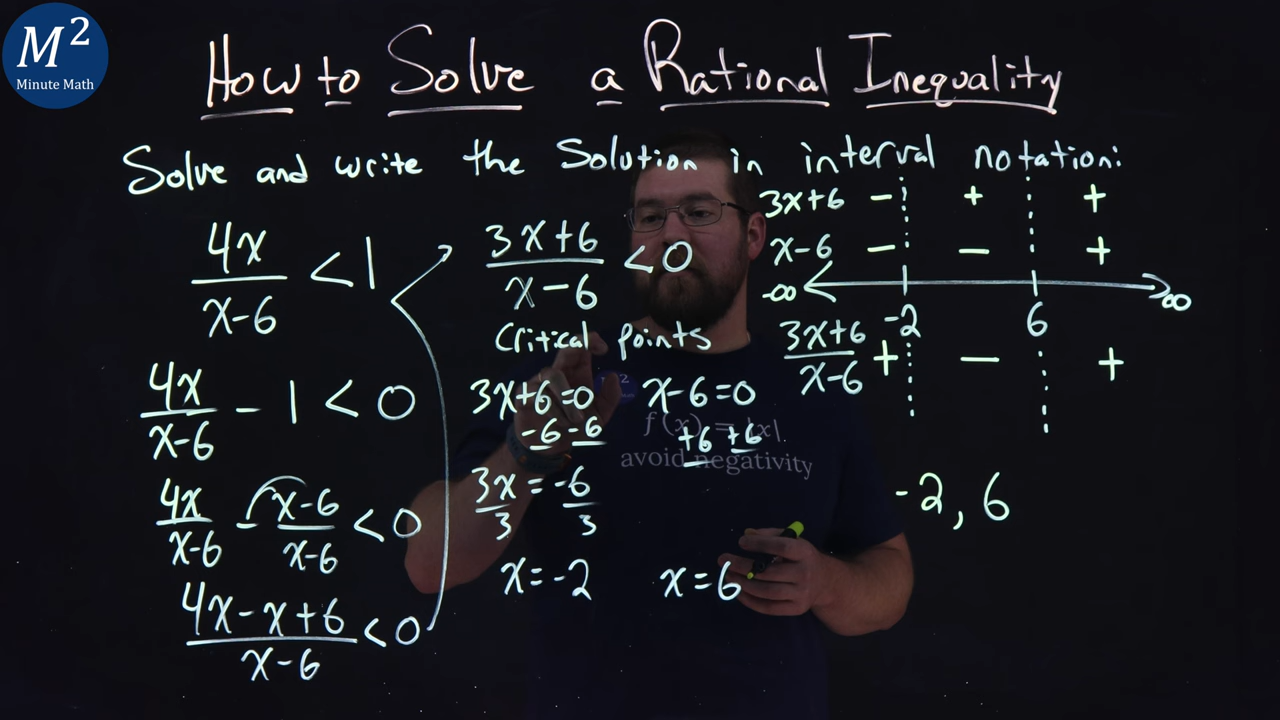 M²
Minute Math
How to Solve a Rational Inequality
Solve and write the Solution in interval notation:
4x/(x-6) < 1
4x/(x-6) - 1 < 0
4x/(x-6) - (x-6)/(x-6) < 0
(4x-x+6)/(x-6) < 0
(3x+6)/(x-6) < 0
Critical points
3x+6=0
-6 -6
3x/3 = -6/3
x=-2
x-6=0
+6 +6
x=6
3x+6 - + +
x-6 - - +
-∞ ∞
-2 6
(3x+6)/(x-6) + - +
-2, 6
M²
f(x) = |x|.
avoid negativity